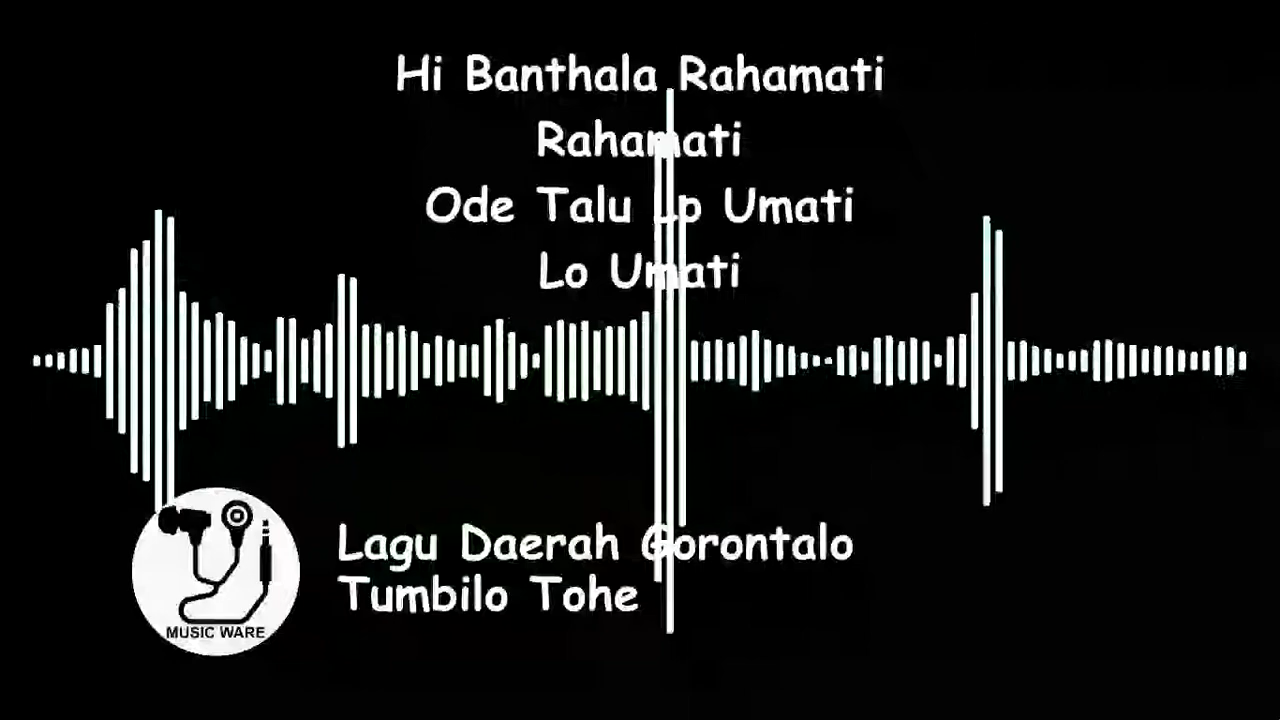 Hi Banthala Rahamati
Rahamati
Ode Talu Lo Umati
Lo Umati
Lagu Daerah Gorontalo
Tumbilo Tohe
MUSIC WARE